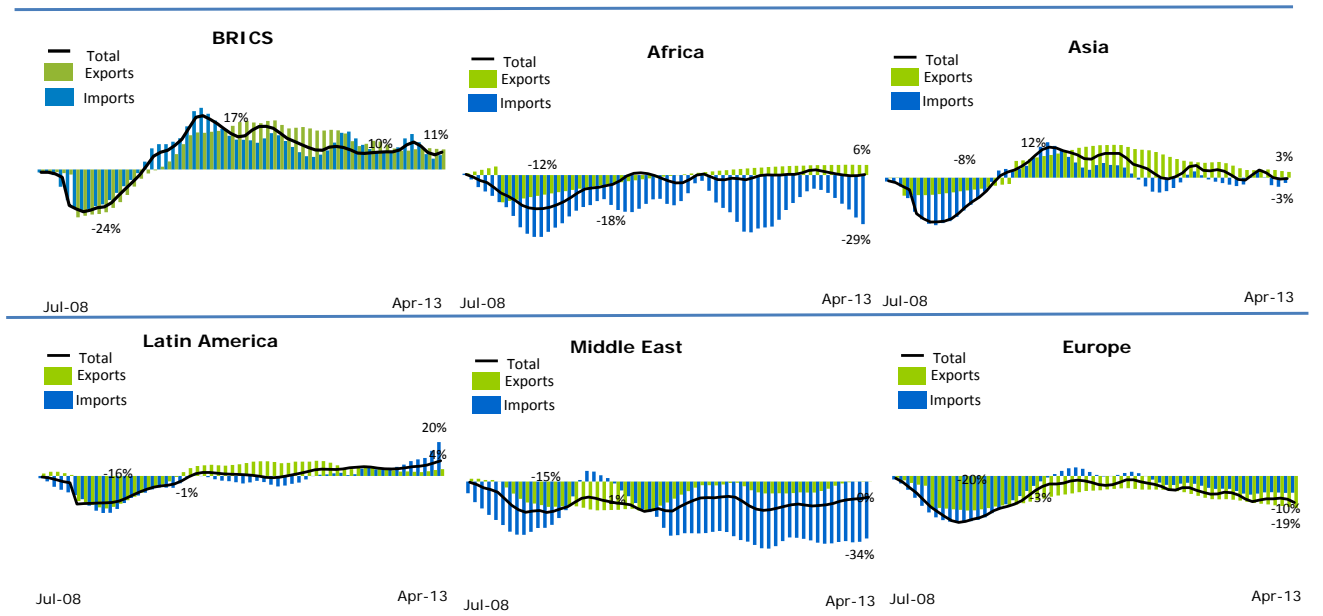 BRICS
Total
Exports
Imports
17%
10%
11%
-24%
Jul-08
Apr-13
Africa
Total
Exports
Imports
-12%
6%
-18%
-29%
Jul-08
Apr-13
Asia
Total
Exports
Imports
-8%
12%
3%
-3%
Jul-08
Apr-13
Latin America
Total
Exports
Imports
20%
4%
-16%
-1%
Jul-08
Apr-13
Middle East
Total
Exports
Imports
-15%
1%
0%
-34%
Jul-08
Apr-13
Europe
Total
Exports
Imports
-20%
-3%
-10%
-19%
Jul-08
Apr-13